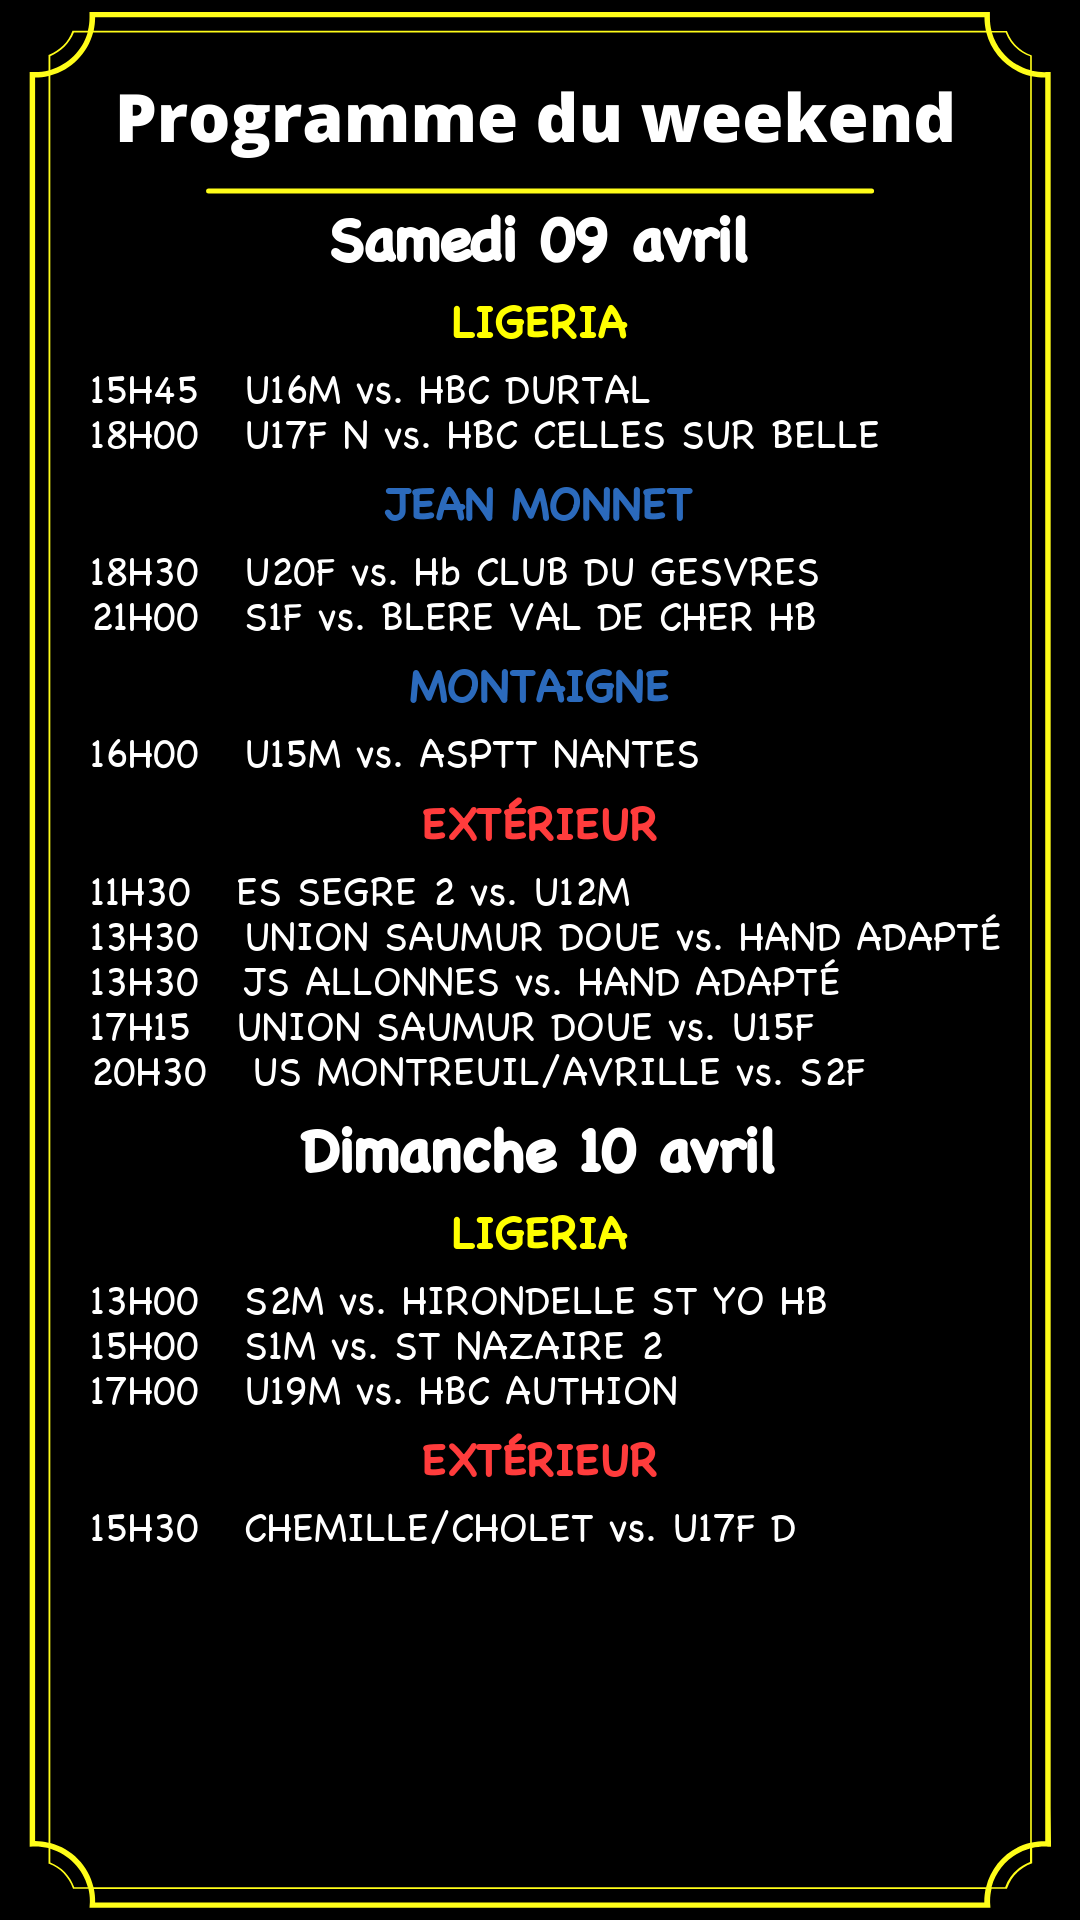 Programme du weekend
Samedi 09 avril
LIGERIA
15H45 U16M vs. HBC DURTAL
18H00 U17F N vs. HBC CELLES SUR BELLE
JEAN MONNET
18H30 U20F vs. Hb CLUB DU GESVRES
21H00 S1F vs. BLERE VAL DE CHER HB
MONTAIGNE
16H00 U15M vs. ASPTT NANTES
EXTÉRIEUR
11H30 ES SEGRE 2 vs. U12M
13H30 UNION SAUMUR DOUE vs. HAND ADAPTÉ
13H30 JS ALLONNES vs. HAND ADAPTÉ
17H15 UNION SAUMUR DOUE vs. U15F
20H30 US MONTREUIL/AVRILLE vs. S2F
Dimanche 10 avril
LIGERIA
13H00 S2M vs. HIRONDELLE ST YO HB
15H00 S1M vs. ST NAZAIRE 2
17H00 U19M vs. HBC AUTHION
EXTÉRIEUR
15H30 CHEMILLE/CHOLET vs. U17F D